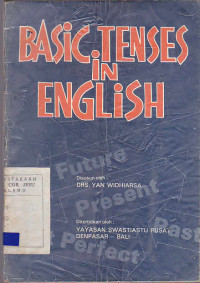 BASIC TENSES
IN
ENGLISH
Future
Disusun oleh :
DRS. YAN WIDHIARSA
Present
Past
Diterbitkan oleh :
YAYASAN SWASTIASTU PUSAT
DENPASAR – BALI
Perfect